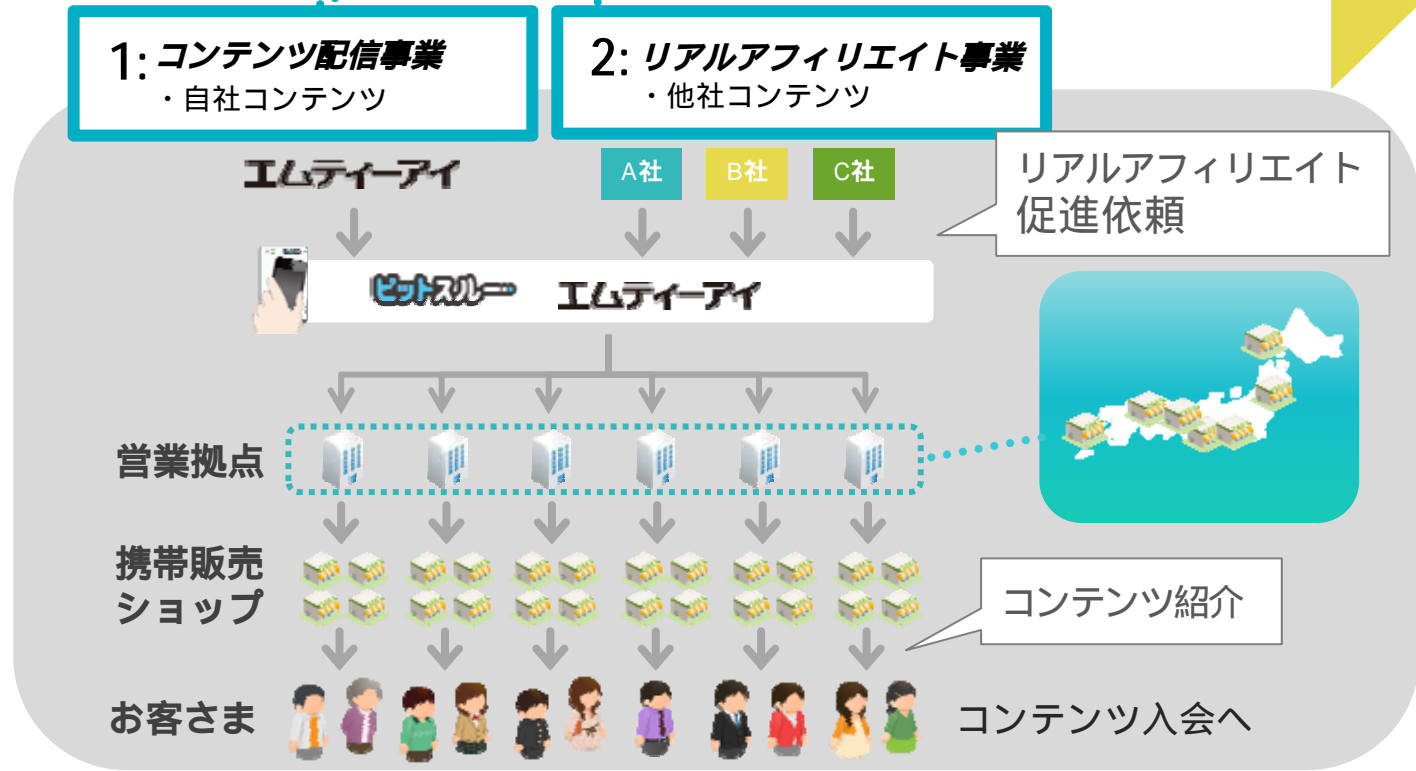 1: コンテンツ配信事業
・自社コンテンツ
2: リアルアフィリエイト事業
・他社コンテンツ
エムティーアイ
A社
B社
C社
リアルアフィリエイト
促進依頼
ピットスルー エムティーアイ
営業拠点
携帯販売
ショップ
コンテンツ紹介
お客さま
コンテンツ入会へ